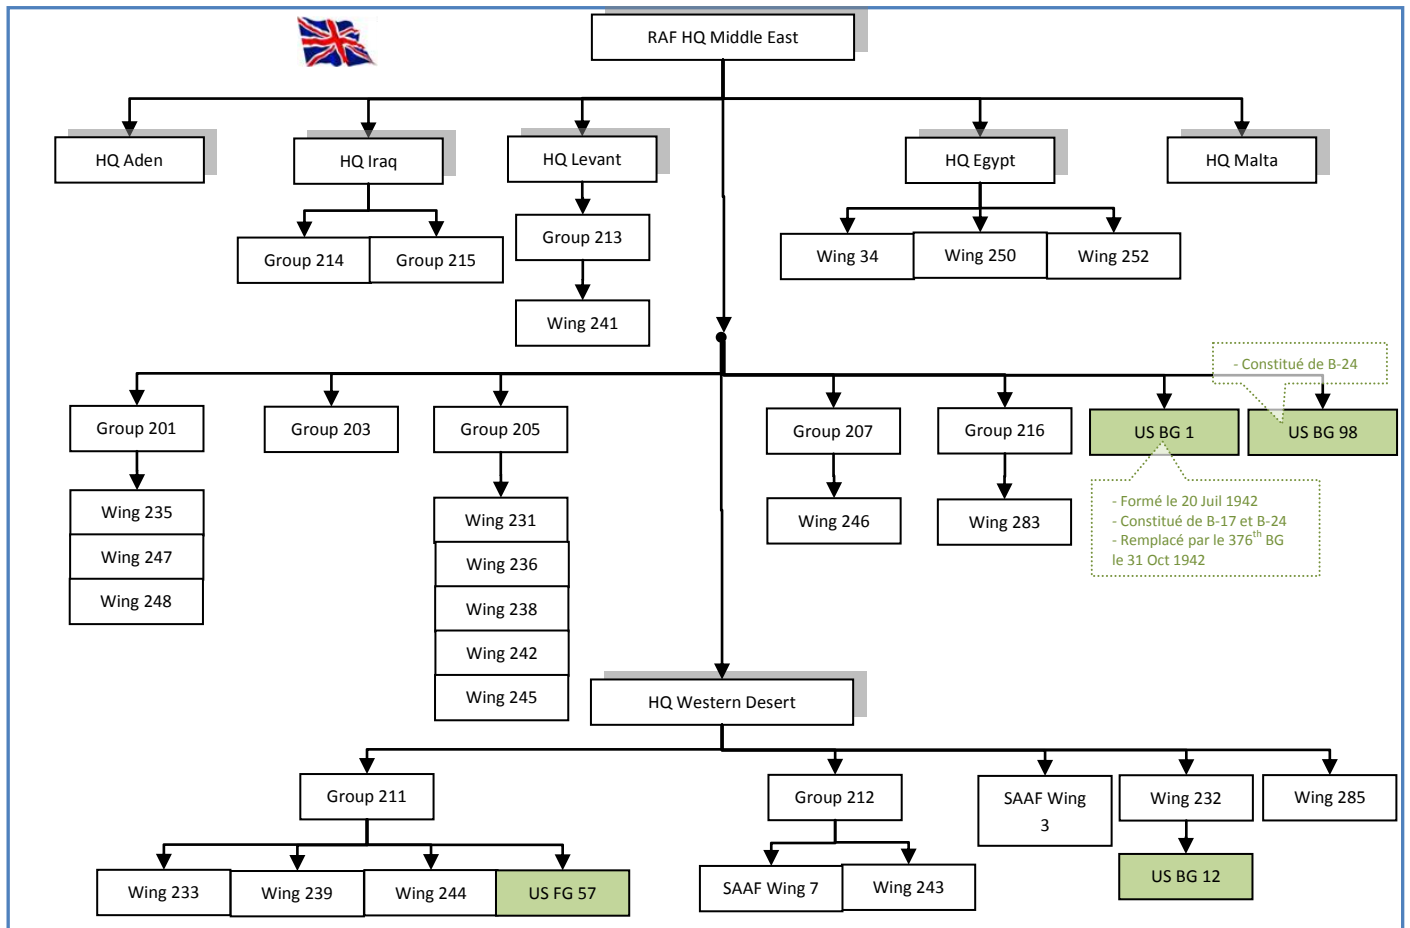 RAF HQ Middle East
HQ Aden
HQ Iraq
HQ Levant
HQ Egypt
HQ Malta
Group 214
Group 215
Group 213
Wing 241
Wing 34
Wing 250
Wing 252
- Constitué de B-24
Group 201
Group 203
Group 205
Group 207
Group 216
US BG 1
US BG 98
Wing 235
Wing 247
Wing 248
Wing 231
Wing 236
Wing 238
Wing 242
Wing 245
Wing 246
Wing 283
- Formé le 20 Juil 1942
- Constitué de B-17 et B-24
- Remplacé par le 376th BG
le 31 Oct 1942
HQ Western Desert
Group 211
Group 212
SAAF Wing
3
Wing 232
Wing 285
Wing 233
Wing 239
Wing 244
US FG 57
SAAF Wing 7
Wing 243
US BG 12